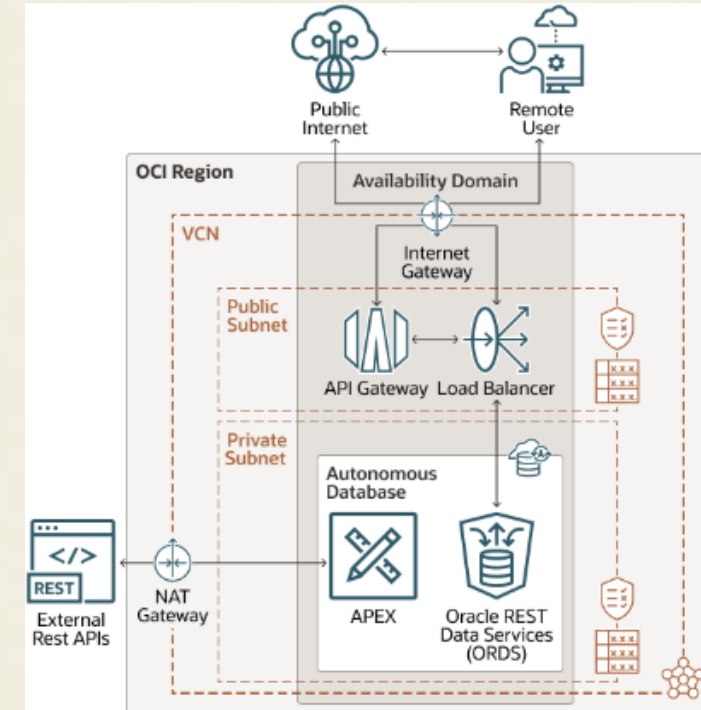 Public
Internet
Remote
User
OCI Region
Availability Domain
VCN
Internet
Gateway
Public
Subnet
API Gateway
Load Balancer
Private
Subnet
Autonomous
Database
REST
External
Rest APIs
NAT
Gateway
APEX
Oracle REST
Data Services
(ORDS)